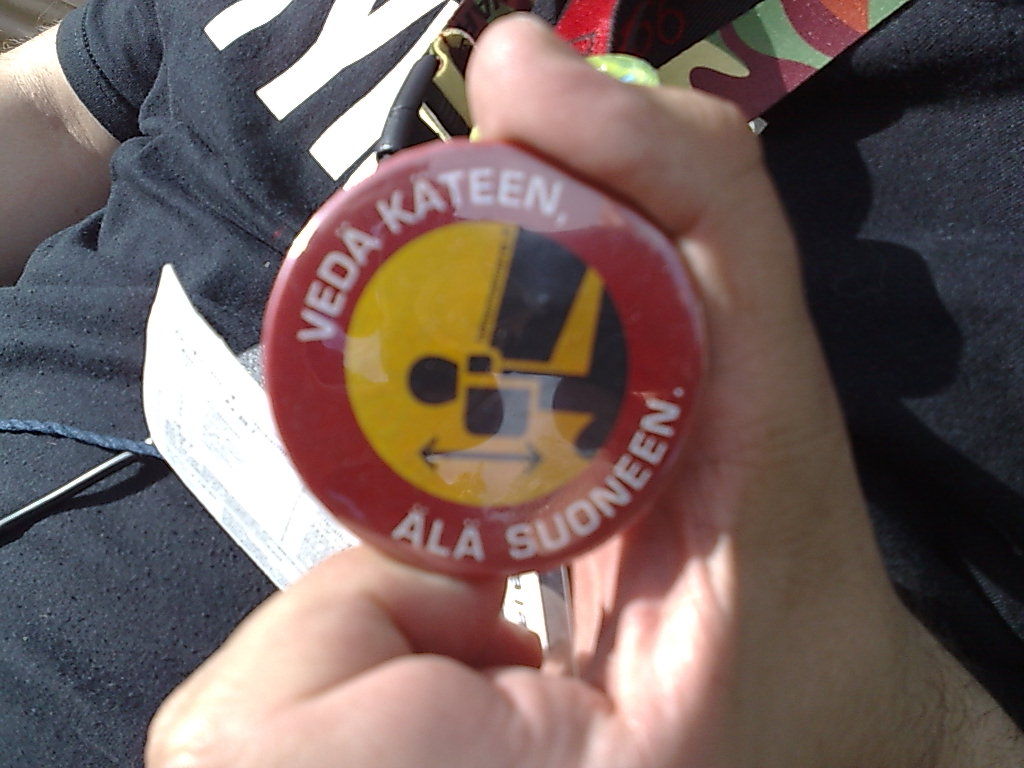 VEDÄ KÄTEEN,
ÄLÄ SUONEEN.